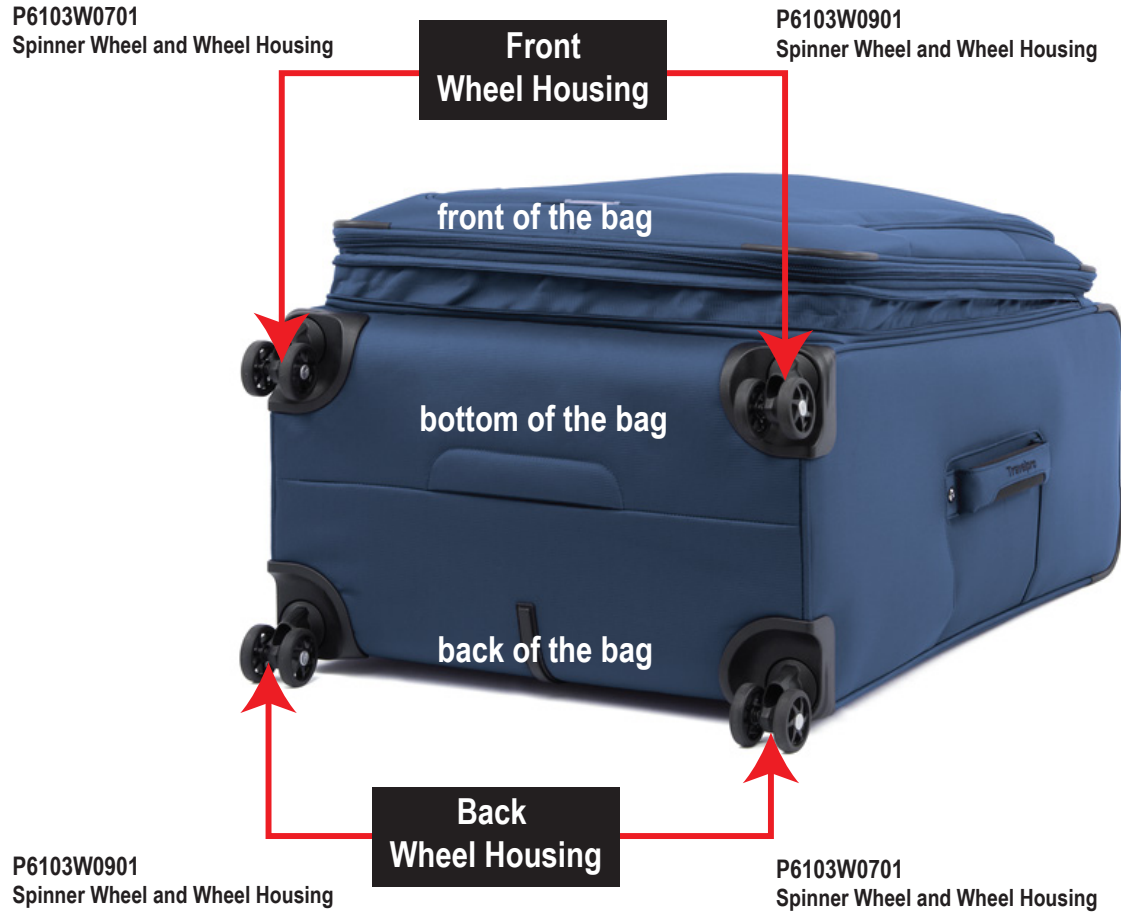 P6103W0701
Spinner Wheel and Wheel Housing
P6103W0901
Spinner Wheel and Wheel Housing
Front
Wheel Housing
front of the bag
bottom of the bag
Travelpro
back of the bag
Back
Wheel Housing
P6103W0901
Spinner Wheel and Wheel Housing
P6103W0701
Spinner Wheel and Wheel Housing